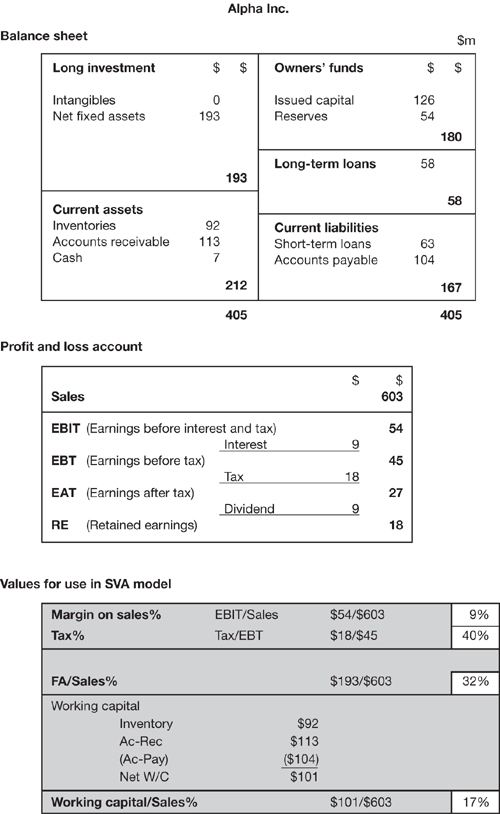 Alpha Inc.
Balance sheet
$m
Long investment $ $
Intangibles 0
Net fixed assets 193
193
Current assets
Inventories 92
Accounts receivable 113
Cash 7
212
405
Owners' funds $ $
Issued capital 126
Reserves 54
180
Long-term loans 58
58
Current liabilities
Short-term loans 63
Accounts payable 104
167
405
Profit and loss account
$ $
Sales 603
EBIT (Earnings before interest and tax) 54
Interest 9
EBT (Earnings before tax) 45
Tax 18
EAT (Earnings after tax) 27
Dividend 9
RE (Retained earnings) 18
Values for use in SVA model
Margin on sales% EBIT/Sales $54/$603 9%
Tax% Tax/EBT $18/$45 40%
FA/Sales% $193/$603 32%
Working capital
Inventory $92
Ac-Rec $113
(Ac-Pay) ($104)
Net W/C $101
Working capital/Sales% $101/$603 17%